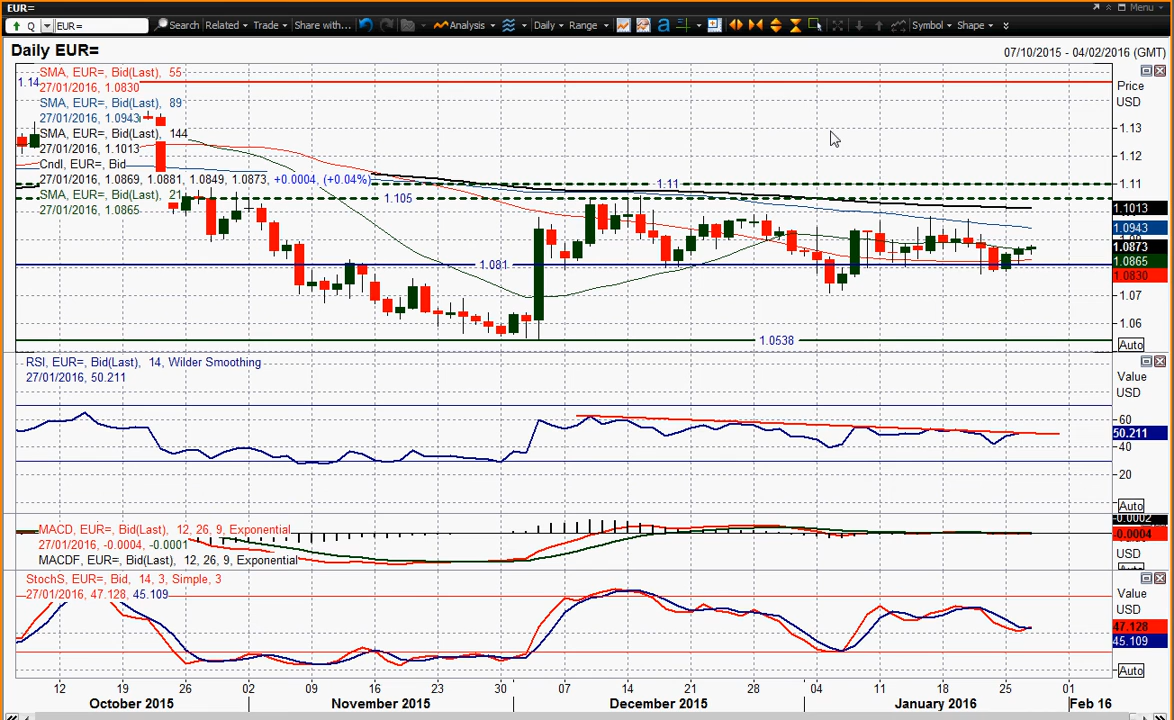 EUR=
Menu
Q EUR= Search Related Trade Share with... Analysis Daily Range a Symbol Shape
Daily EUR=
07/10/2015 - 04/02/2016 (GMT)
SMA, EUR=, Bid(Last), 55
27/01/2016, 1.0830
SMA, EUR=, Bid(Last), 89
27/01/2016, 1.0943
SMA, EUR=, Bid(Last), 144
27/01/2016, 1.1013
Cndl, EUR=, Bid
27/01/2016, 1.0869, 1.0881, 1.0849, 1.0873, +0.0004, (+0.04%)
SMA, EUR=, Bid(Last), 21
27/01/2016, 1.0865
1.14
1.11
1.105
1.081
1.0538
Price
USD
1.13
1.12
1.11
1.1013
1.0943
1.0873
1.0865
1.0830
1.07
1.06
Auto
RSI, EUR=, Bid(Last), 14, Wilder Smoothing
27/01/2016, 50.211
Value
USD
60
50.211
40
20
Auto
MACD, EUR=, Bid(Last), 12, 26, 9, Exponential
27/01/2016, -0.0004, -0.0001
MACDF, EUR=, Bid(Last), 12, 26, 9, Exponential
-0.0002
-0.0004
USD
Auto
StochS, EUR=, Bid, 14, 3, Simple, 3
27/01/2016, 47.128, 45.109
Value
USD
47.128
45.109
Auto
12 19 26 02 09 16 23 30 07 14 21 28 04 11 18 25 01
October 2015 November 2015 December 2015 January 2016 Feb 16